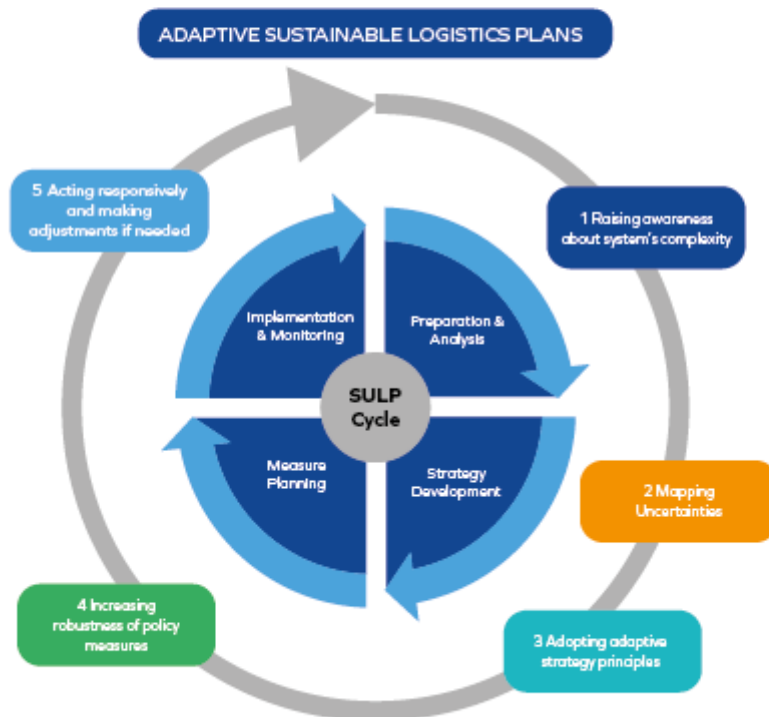 ADAPTIVE SUSTAINABLE LOGISTICS PLANS
5 Acting responsively
and making
adjustments if needed
1 Raising awareness
about system's complexity
Implementation
& Monitoring
Preparation &
Analysis
SULP
Cycle
Measure
Planning
Strategy
Development
2 Mapping
Uncertainties
4 Increasing
robustness of policy
measures
3 Adopting adaptive
strategy principles